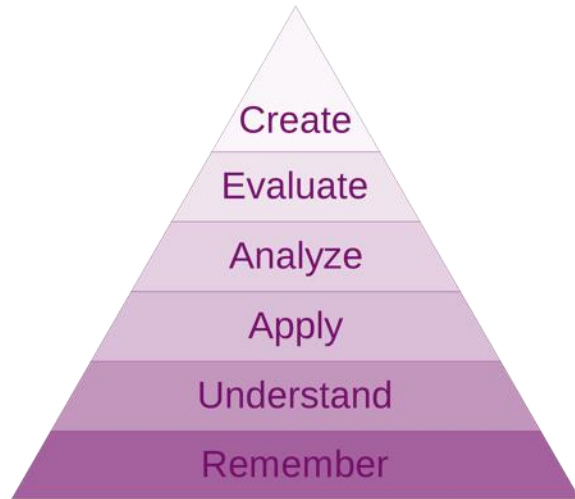 Create
Evaluate
Analyze
Apply
Understand
Remember